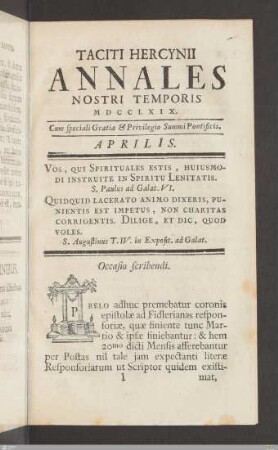 TACITI HERCYNII
ANNALES
NOSTRI TEMPORIS
MDCCLXIX.
Cum speciali Gratia & Privilegio Summi Pontificis.
APRILIS.
VOS, QUI SPIRITUALES ESTIS, HUIUSMO-
DI INSTRUITE IN SPIRITU LENITATIS.
S. Paulus ad Galat. VI.
QUIDQUID LACERATO ANIMO DIXERIS, PU-
NIENTIS EST IMPETUS, NON CHARITAS
CORRIGENTIS. DILIGE, ET DIC, QUOD
VOLES.
S. Augustinus T. IV. in Exposit. ad Galat.
Occasio scribendi.
PRELO adhuc premebatur coronis
epistolæ ad Fidlerianas respon-
soriæ, quæ finiente tunc Mar-
tio & ipse finiebantur: & hem
20mo dicti Mensis afferebantur
per Postas nil tale jam expectanti literæ
Responsoriarum ut Scriptor quidem existi-
1 mat,